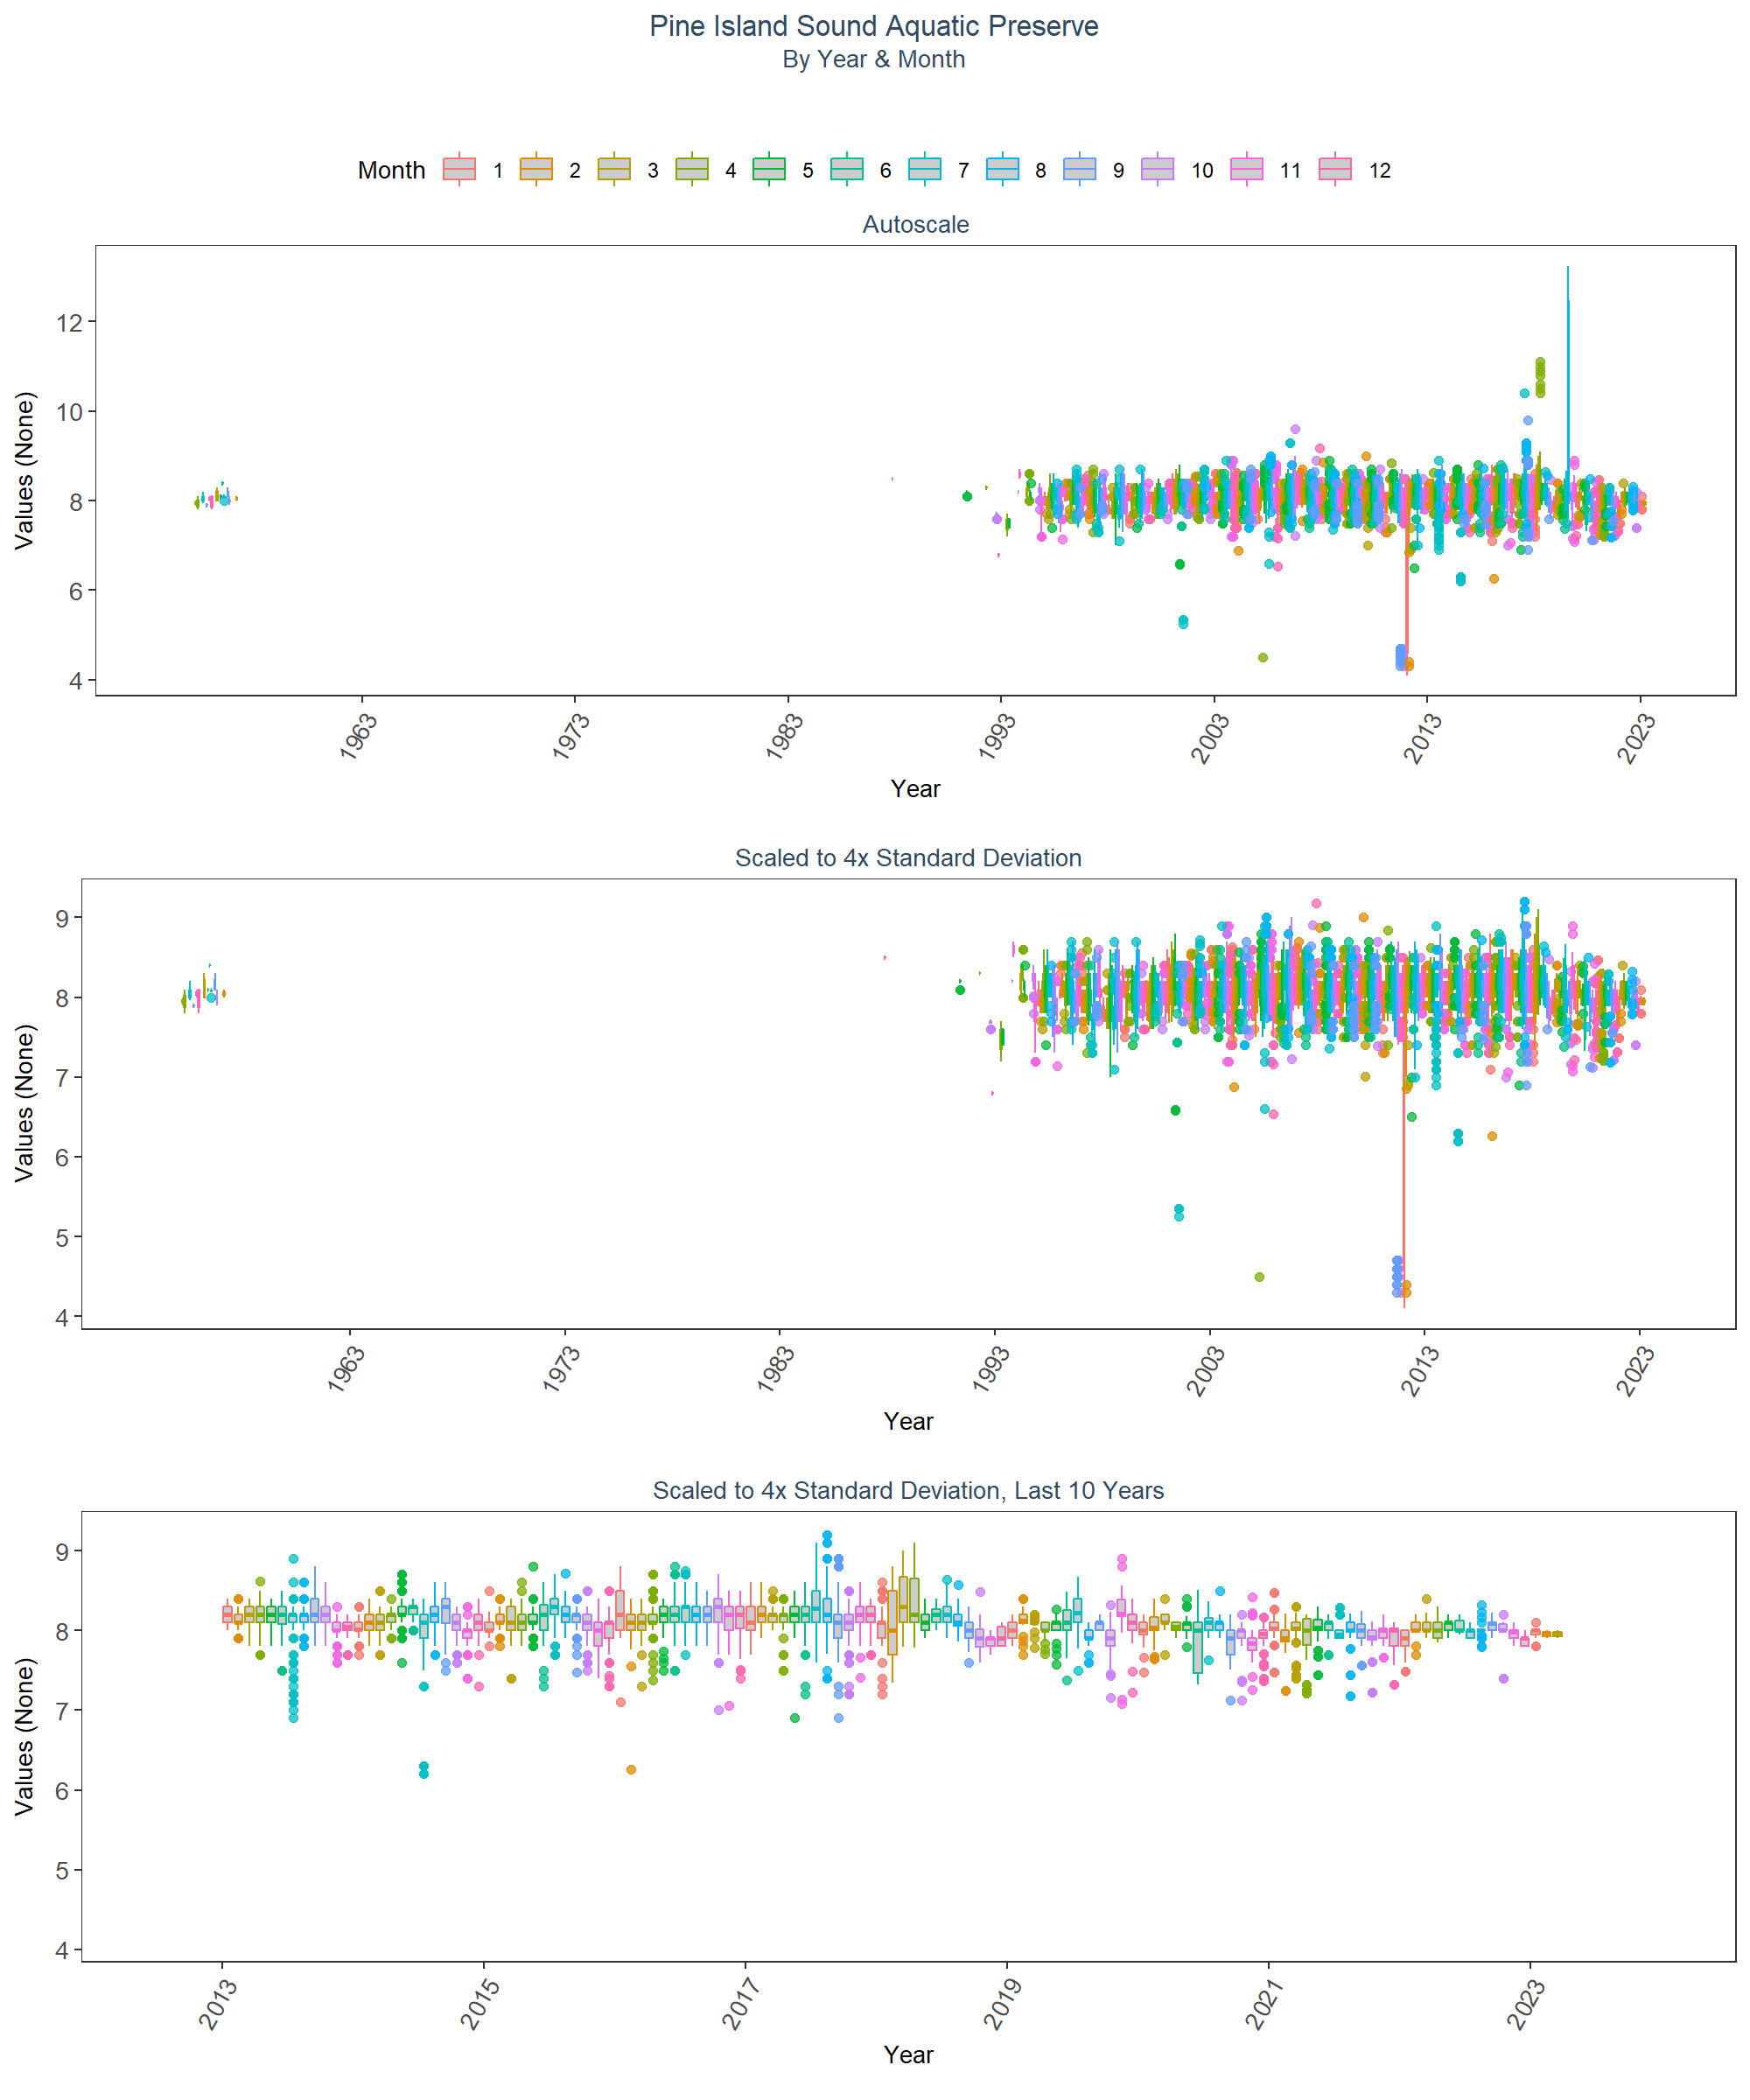 Pine Island Sound Aquatic Preserve
By Year & Month
Month 1 2 3 4 5 6 7 8 9 10 11 12
Autoscale
Values (None)
12
10
8
6
4
1963 1973 1983 1993 2003 2013 2023
Year
Scaled to 4x Standard Deviation
Values (None)
9
8
7
6
5
4
1963 1973 1983 1993 2003 2013 2023
Year
Scaled to 4x Standard Deviation, Last 10 Years
Values (None)
9
8
7
6
5
4
2013 2015 2017 2019 2021 2023
Year